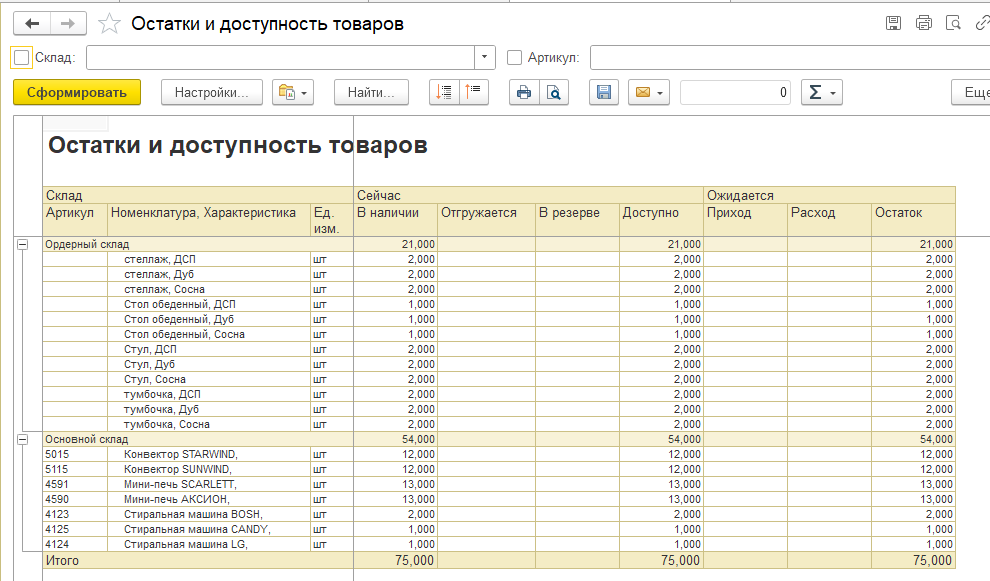 Остатки и доступность товаров
Склад: Артикул:
Сформировать Настройки... Найти... 0 Σ Еще
Остатки и доступность товаров
Склад Сейчас Ожидается
Артикул Номенклатура, Характеристика Ед. изм. В наличии Отгружается В резерве Доступно Приход Расход Остаток
Ордерный склад 21,000 21,000 21,000
стеллаж, ДСП шт 2,000 2,000 2,000
стеллаж, Дуб шт 2,000 2,000 2,000
стеллаж, Сосна шт 2,000 2,000 2,000
Стол обеденный, ДСП шт 1,000 1,000 1,000
Стол обеденный, Дуб шт 1,000 1,000 1,000
Стол обеденный, Сосна шт 1,000 1,000 1,000
Стул, ДСП шт 2,000 2,000 2,000
Стул, Дуб шт 2,000 2,000 2,000
Стул, Сосна шт 2,000 2,000 2,000
тумбочка, ДСП шт 2,000 2,000 2,000
тумбочка, Дуб шт 2,000 2,000 2,000
тумбочка, Сосна шт 2,000 2,000 2,000
Основной склад 54,000 54,000 54,000
5015 Конвектор STARWIND, шт 12,000 12,000 12,000
5115 Конвектор SUNWIND, шт 12,000 12,000 12,000
4591 Мини-печь SCARLETT, шт 13,000 13,000 13,000
4590 Мини-печь АКСИОН, шт 13,000 13,000 13,000
4123 Стиральная машина BOSH, шт 2,000 2,000 2,000
4125 Стиральная машина CANDY, шт 1,000 1,000 1,000
4124 Стиральная машина LG, шт 1,000 1,000 1,000
Итого 75,000 75,000 75,000